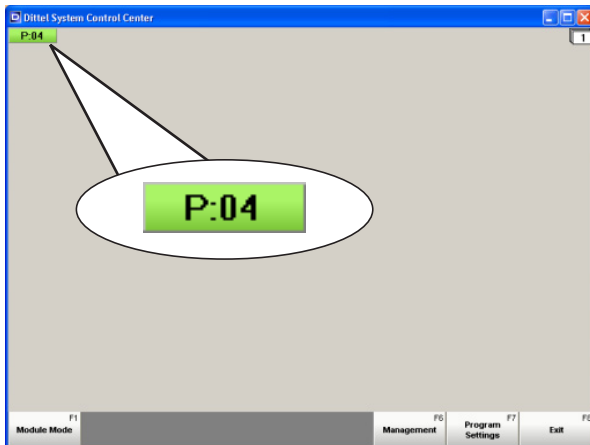 Dittel System Control Center
P:04
1
P:04
F1
Module Mode
F6
Management
F7
Program
Settings
F8
Exit